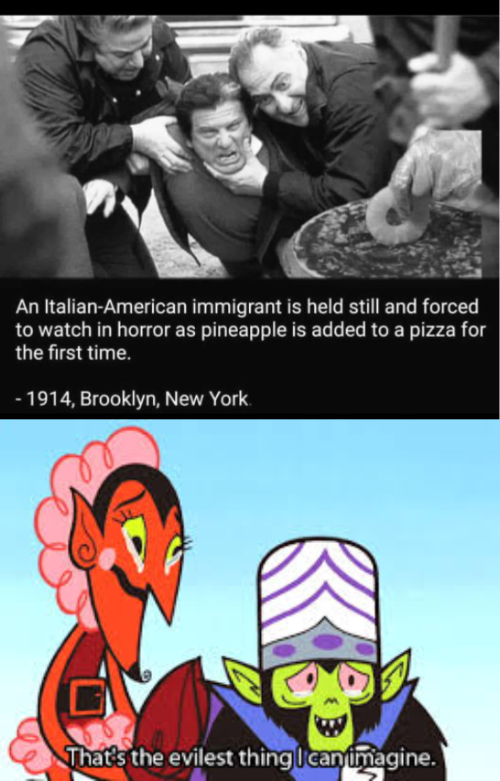 An Italian-American immigrant is held still and forced
to watch in horror as pineapple is added to a pizza for
the first time.
- 1914, Brooklyn, New York.
That's the evilest thing I can imagine.